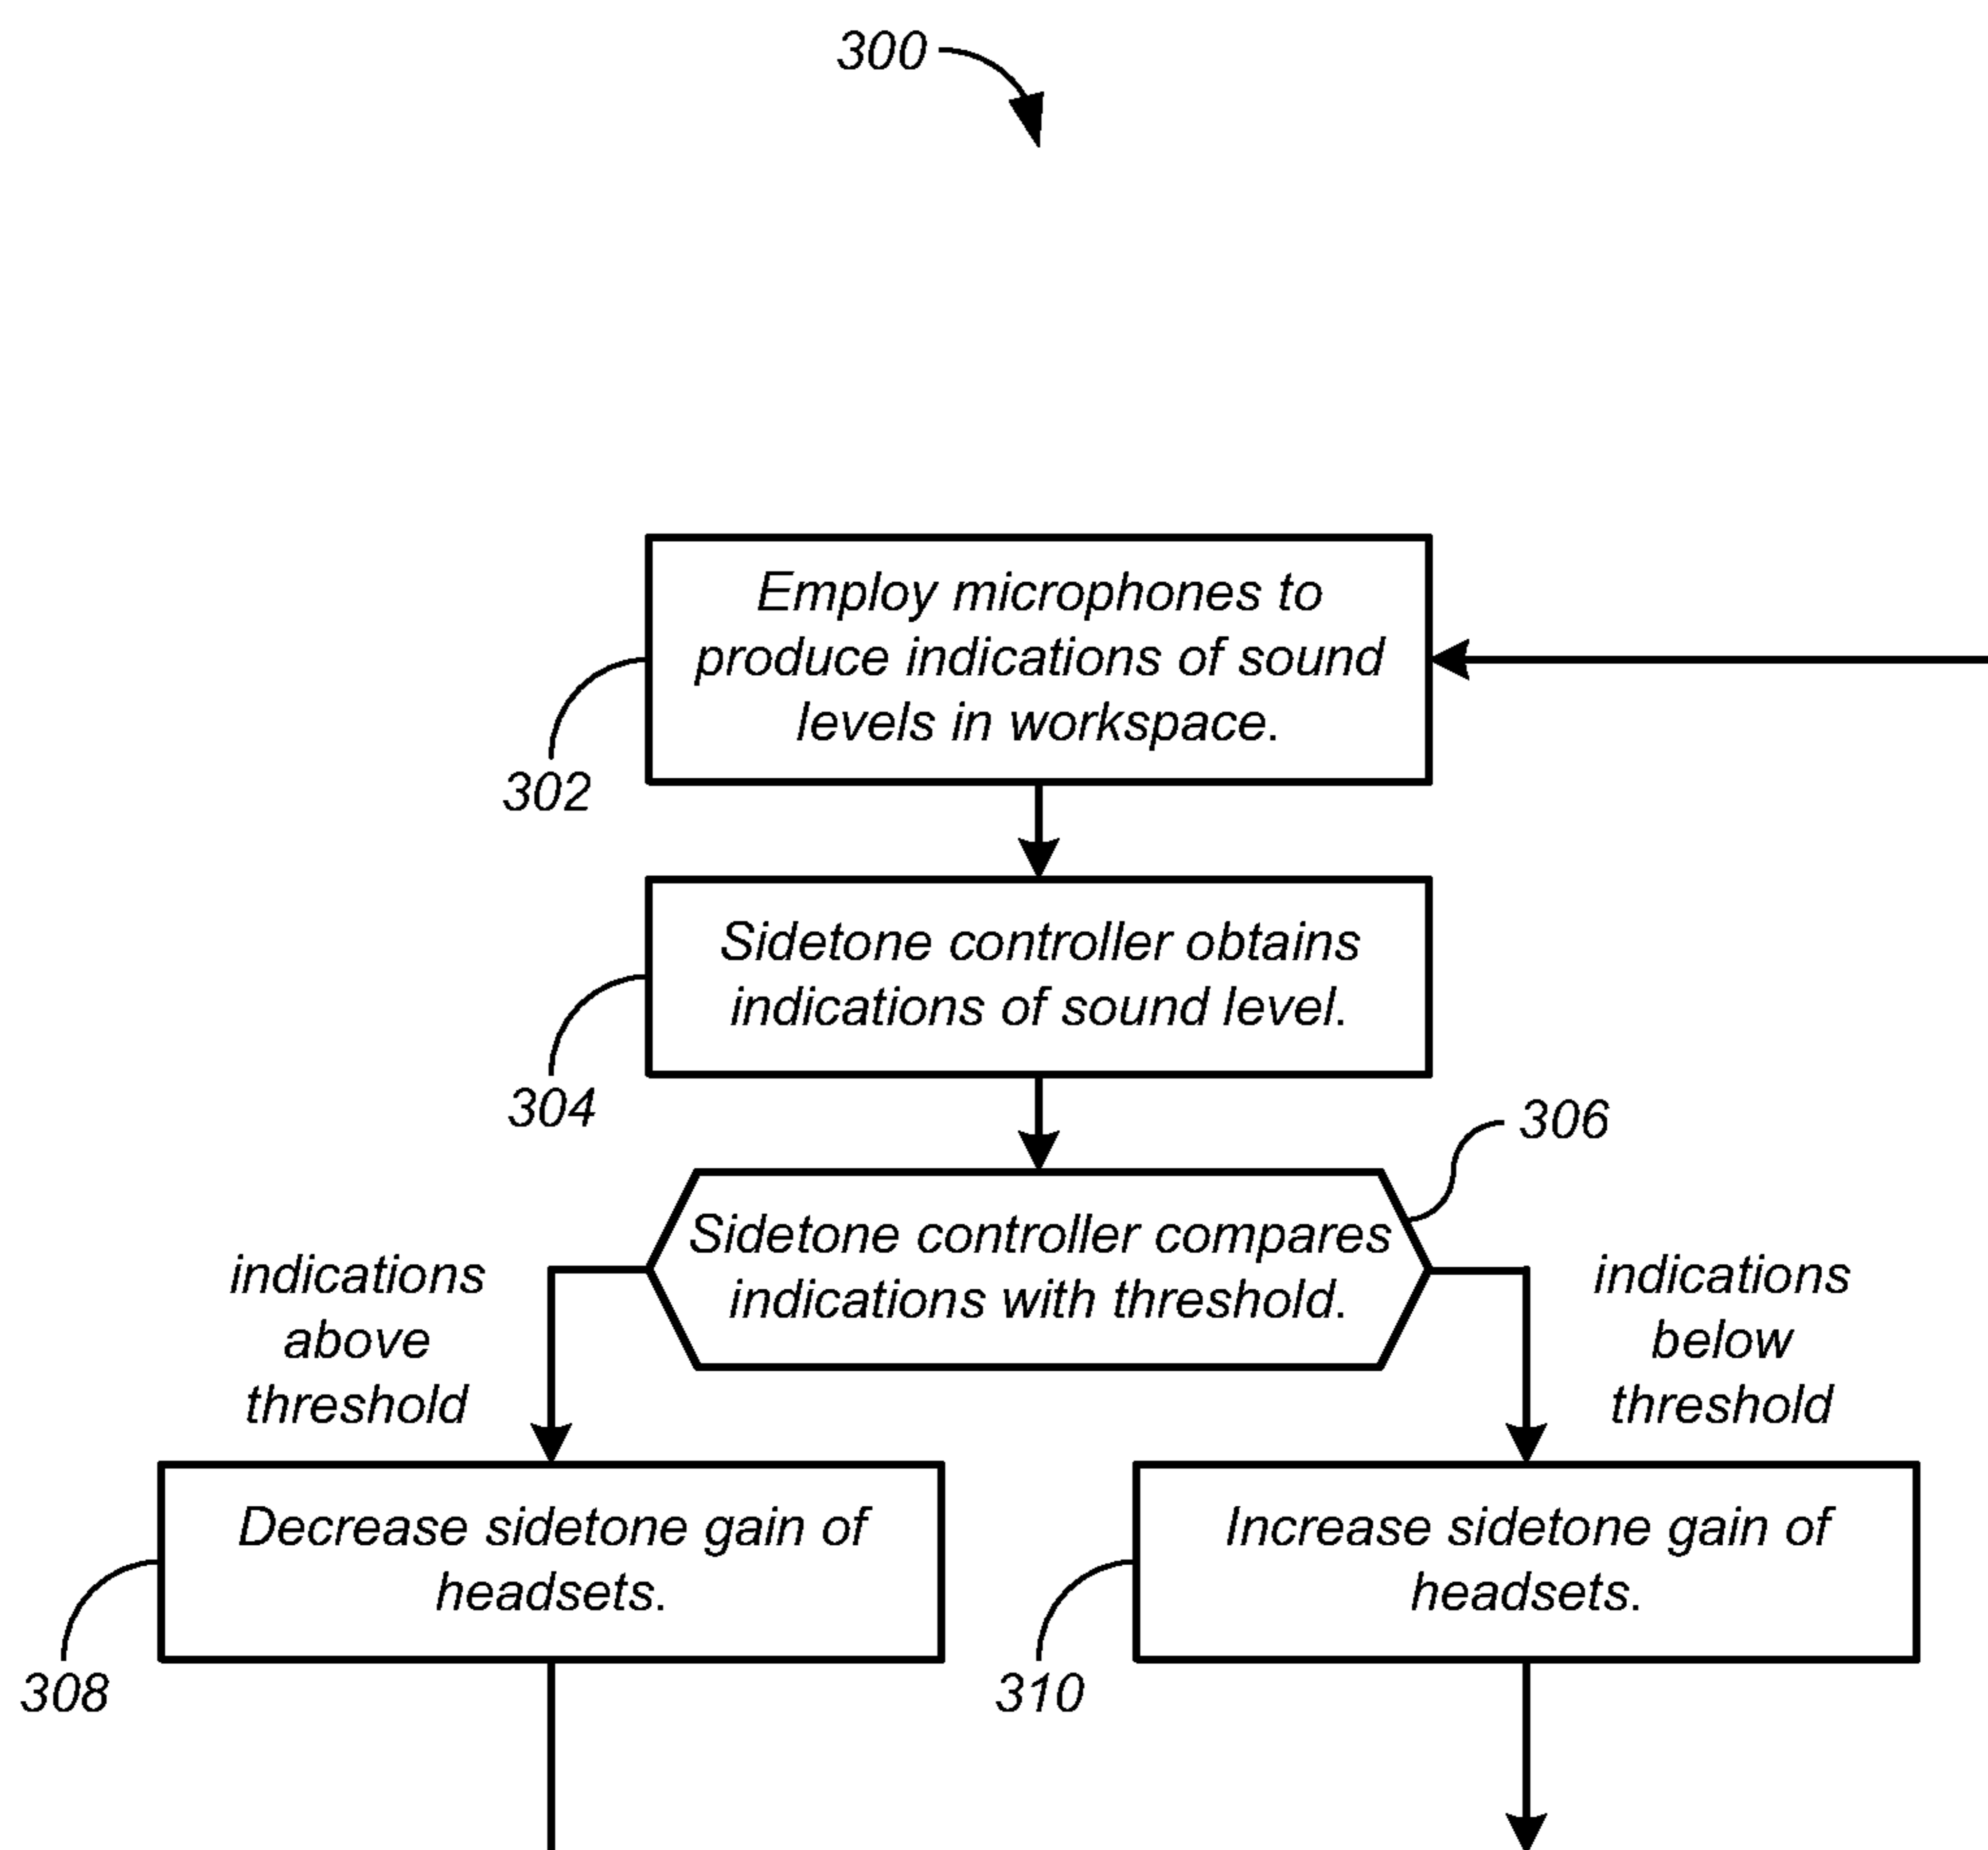 300
Employ microphones to
produce indications of sound
levels in workspace.
302
Sidetone controller obtains
indications of sound level.
304
306
Sidetone controller compares
indications with threshold.
indications
above
threshold
indications
below
threshold
Decrease sidetone gain of
headsets.
308
Increase sidetone gain of
headsets.
310